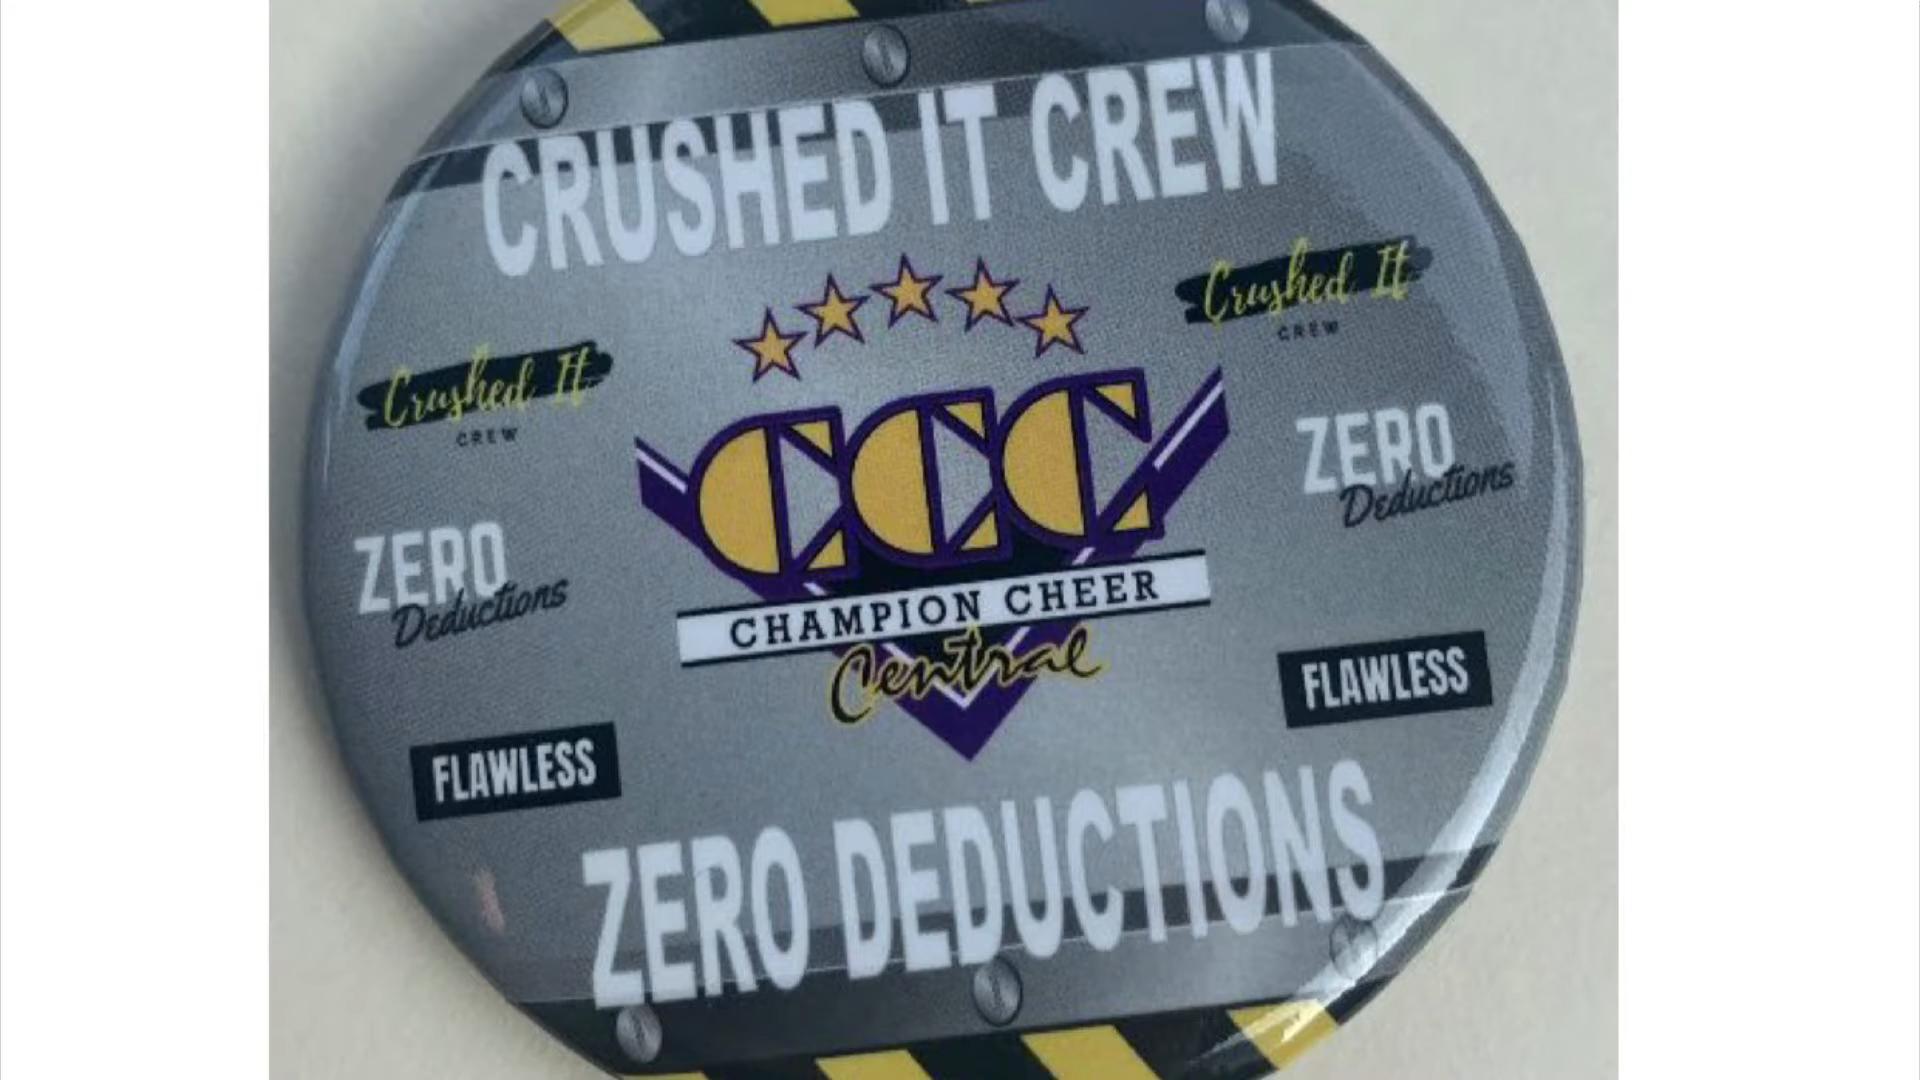 CRUSHED IT CREW
Crushed It
CREW
Crushed It
CREW
CCC
ZERO
Deductions
ZERO
Deductions
CHAMPION CHEER
Central
FLAWLESS
FLAWLESS
ZERO DEDUCTIONS